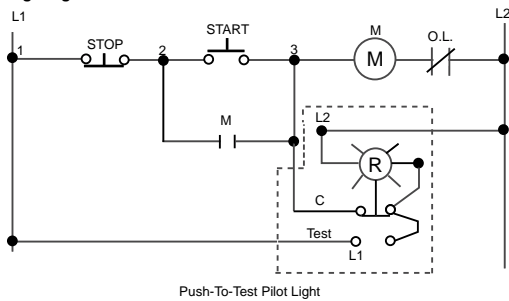 L1
L2
1
STOP
2
START
3
M
M
O.L.
M
L2
R
C
Test
L1
Push-To-Test Pilot Light